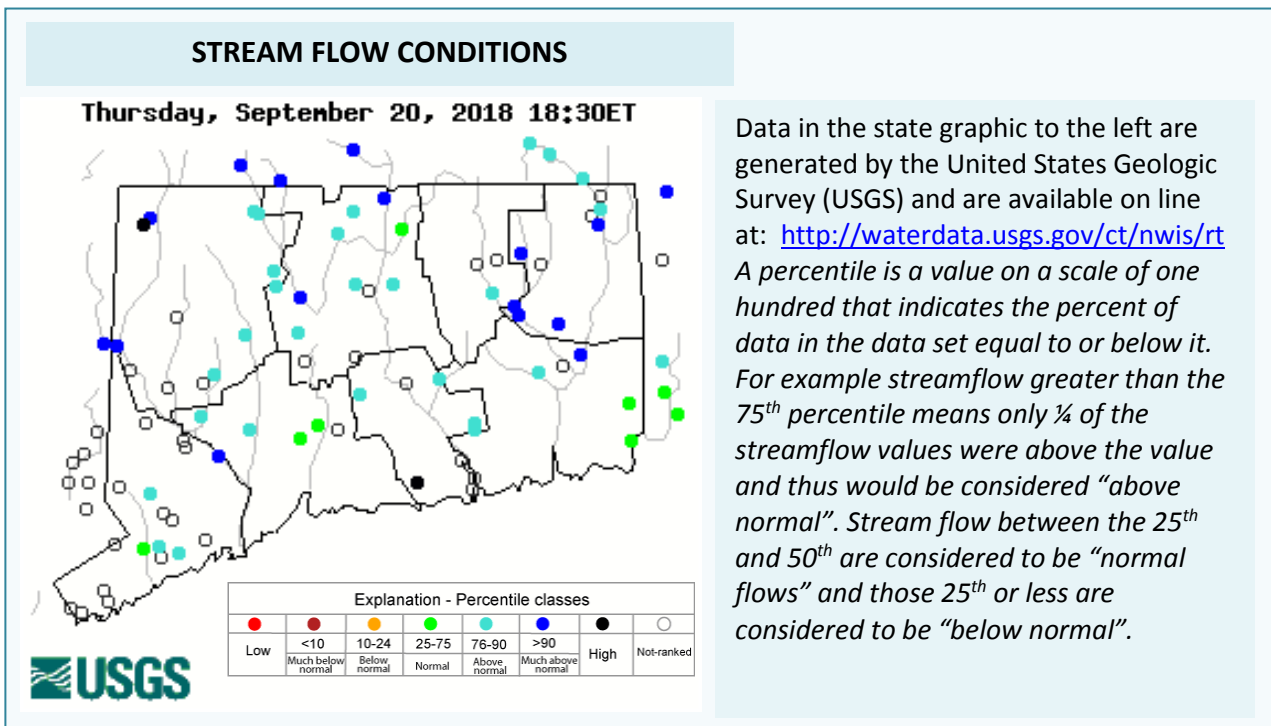 STREAM FLOW CONDITIONS
Thursday, September 20, 2018 18:30ET
Data in the state graphic to the left are
generated by the United States Geologic
Survey (USGS) and are available on line
at: http://waterdata.usgs.gov/ct/nwis/rt
A percentile is a value on a scale of one
hundred that indicates the percent of
data in the data set equal to or below it.
For example streamflow greater than the
75th percentile means only ¼ of the
streamflow values were above the value
and thus would be considered “above
normal”. Stream flow between the 25th
and 50th are considered to be “normal
flows” and those 25th or less are
considered to be “below normal”.
Explanation - Percentile classes
Low <10 10-24 25-75 76-90 >90 High Not-ranked
Much below normal Below normal Normal Above normal Much above normal
USGS